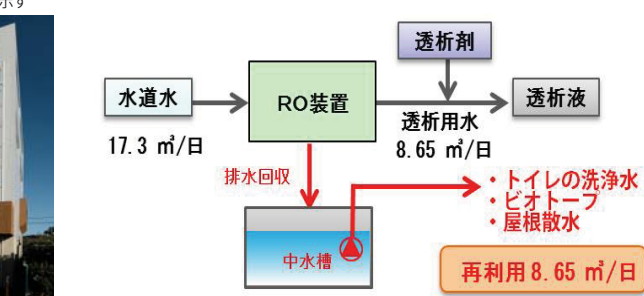 示す
透析剤
水道水
RO装置
透析液
17.3 ㎥/日
透析用水
8.65 ㎥/日
排水回収
・トイレの洗浄水
・ビオトープ
・屋根散水
中水槽
再利用 8.65 ㎥/日